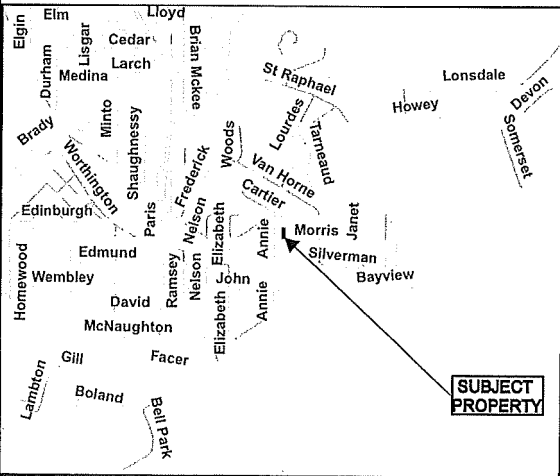 Elgin
Elm
Lloyd
Lisgar
Cedar
Brian Mckee
Durham
Larch
Medina
St Raphael
Lonsdale
Devon
Howey
Brady
Minto
Shaughnessy
Lourdes
Tarneaud
Somerset
Worthington
Frederick
Woods
Van Horne
Cartier
Edinburgh
Paris
Nelson
Elizabeth
Annie
Morris
Janet
Homewood
Edmund
Silverman
Wembley
Ramsey
Nelson
John
Bayview
David
Elizabeth
Annie
McNaughton
Gill
Facer
Lambton
Boland
Bell Park
SUBJECT
PROPERTY